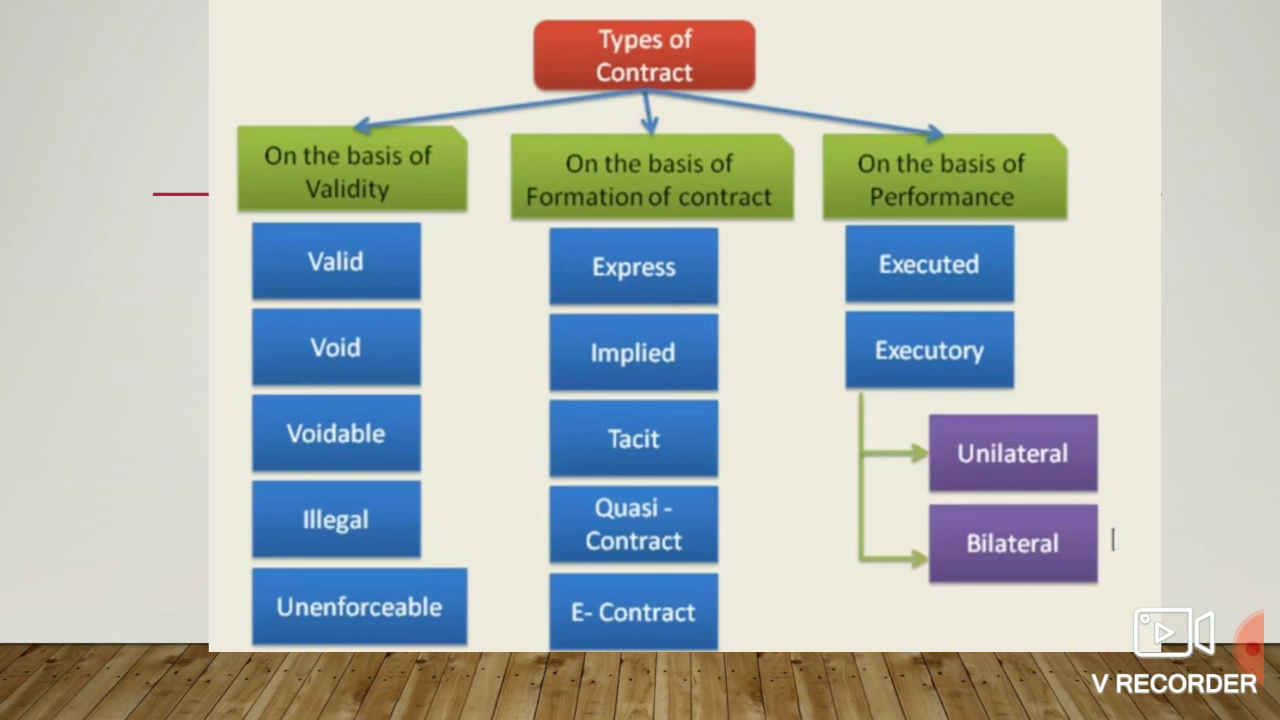 Types of
Contract
On the basis of
Validity
Valid
Void
Voidable
Illegal
Unenforceable
On the basis of
Formation of contract
Express
Implied
Tacit
Quasi -
Contract
E- Contract
On the basis of
Performance
Executed
Executory
Unilateral
Bilateral
V RECORDER